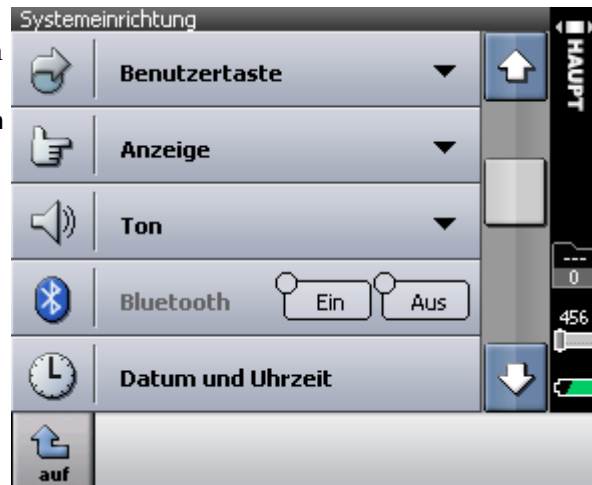 Systemeinrichtung
Benutzertaste
Anzeige
Ton
Bluetooth Ein Aus
Datum und Uhrzeit
auf
HAUPT
---
0
456